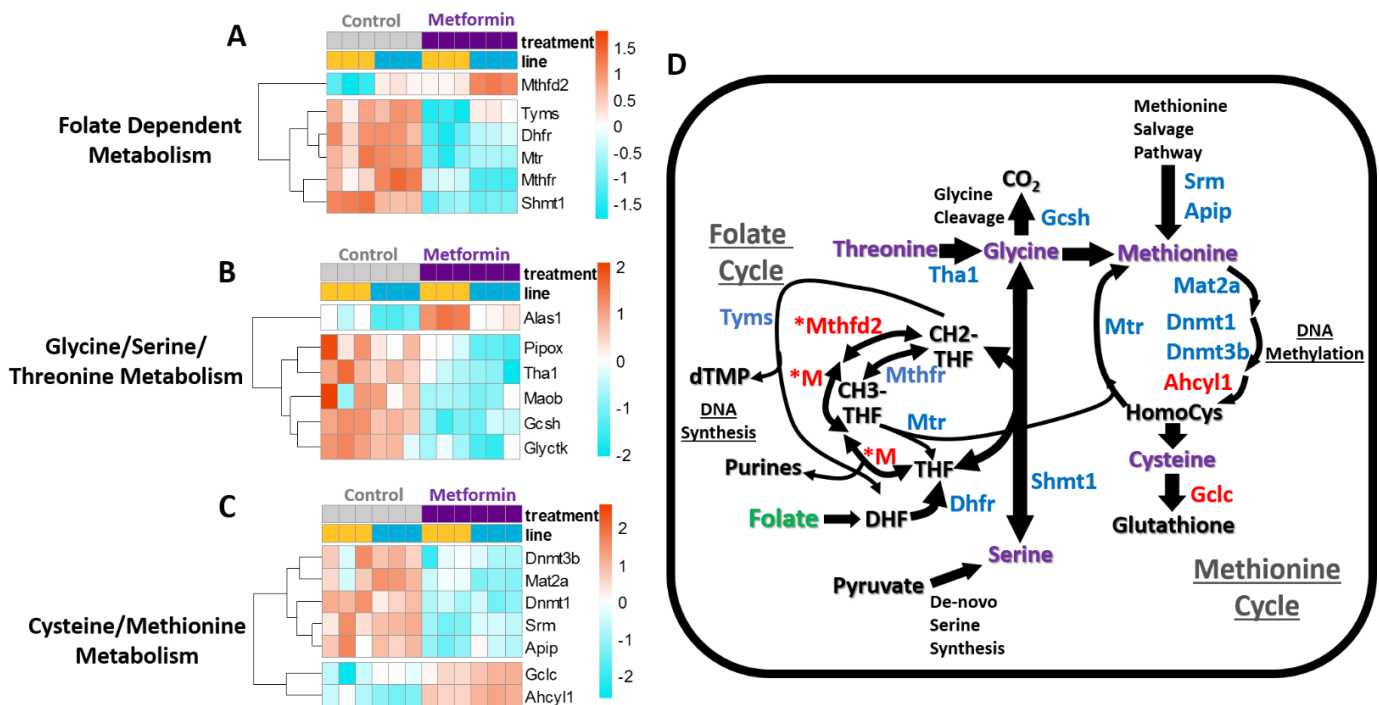 A
Control
Metformin
treatment
line
Mthfd2
Tyms
Dhfr
Mtr
Mthfr
Shmt1
1.5
1
0.5
0
-0.5
-1
-1.5
Folate Dependent
Metabolism
B
Control
Metformin
treatment
line
Alas1
Pipox
Tha1
Maob
Gcsh
Glyctk
2
1
0
-1
-2
Glycine/Serine/
Threonine Metabolism
C
Control
Metformin
treatment
line
Dnmt3b
Mat2a
Dnmt1
Srm
Apip
Gclc
Ahcyl1
2
1
0
-1
-2
Cysteine/Methionine
Metabolism
D
Methionine
Salvage
Pathway
Srm
Apip
CO2
Glycine
Cleavage
Gcsh
Folate
Cycle
Threonine
Glycine
Methionine
Tha1
Mat2a
Tyms
*Mthfd2
CH2-
THF
Mtr
Dnmt1
Dnmt3b
DNA
Methylation
Ahcyl1
dTMP
*M
Mthfr
CH3-
THF
DNA
Synthesis
Mtr
HomoCys
*M
Purines
THF
Cysteine
Shmt1
Gclc
Folate
DHF
Dhfr
Glutathione
Serine
Pyruvate
De-novo
Serine
Synthesis
Methionine
Cycle